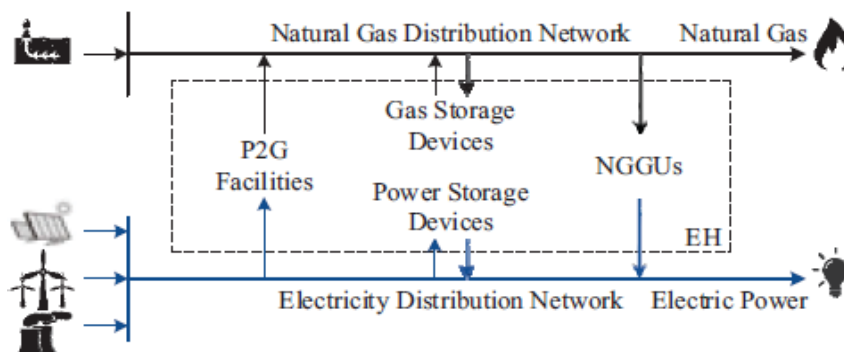 Natural Gas Distribution Network
Natural Gas
Gas Storage
Devices
P2G
Facilities
NGGUs
Power Storage
Devices
EH
Electricity Distribution Network
Electric Power